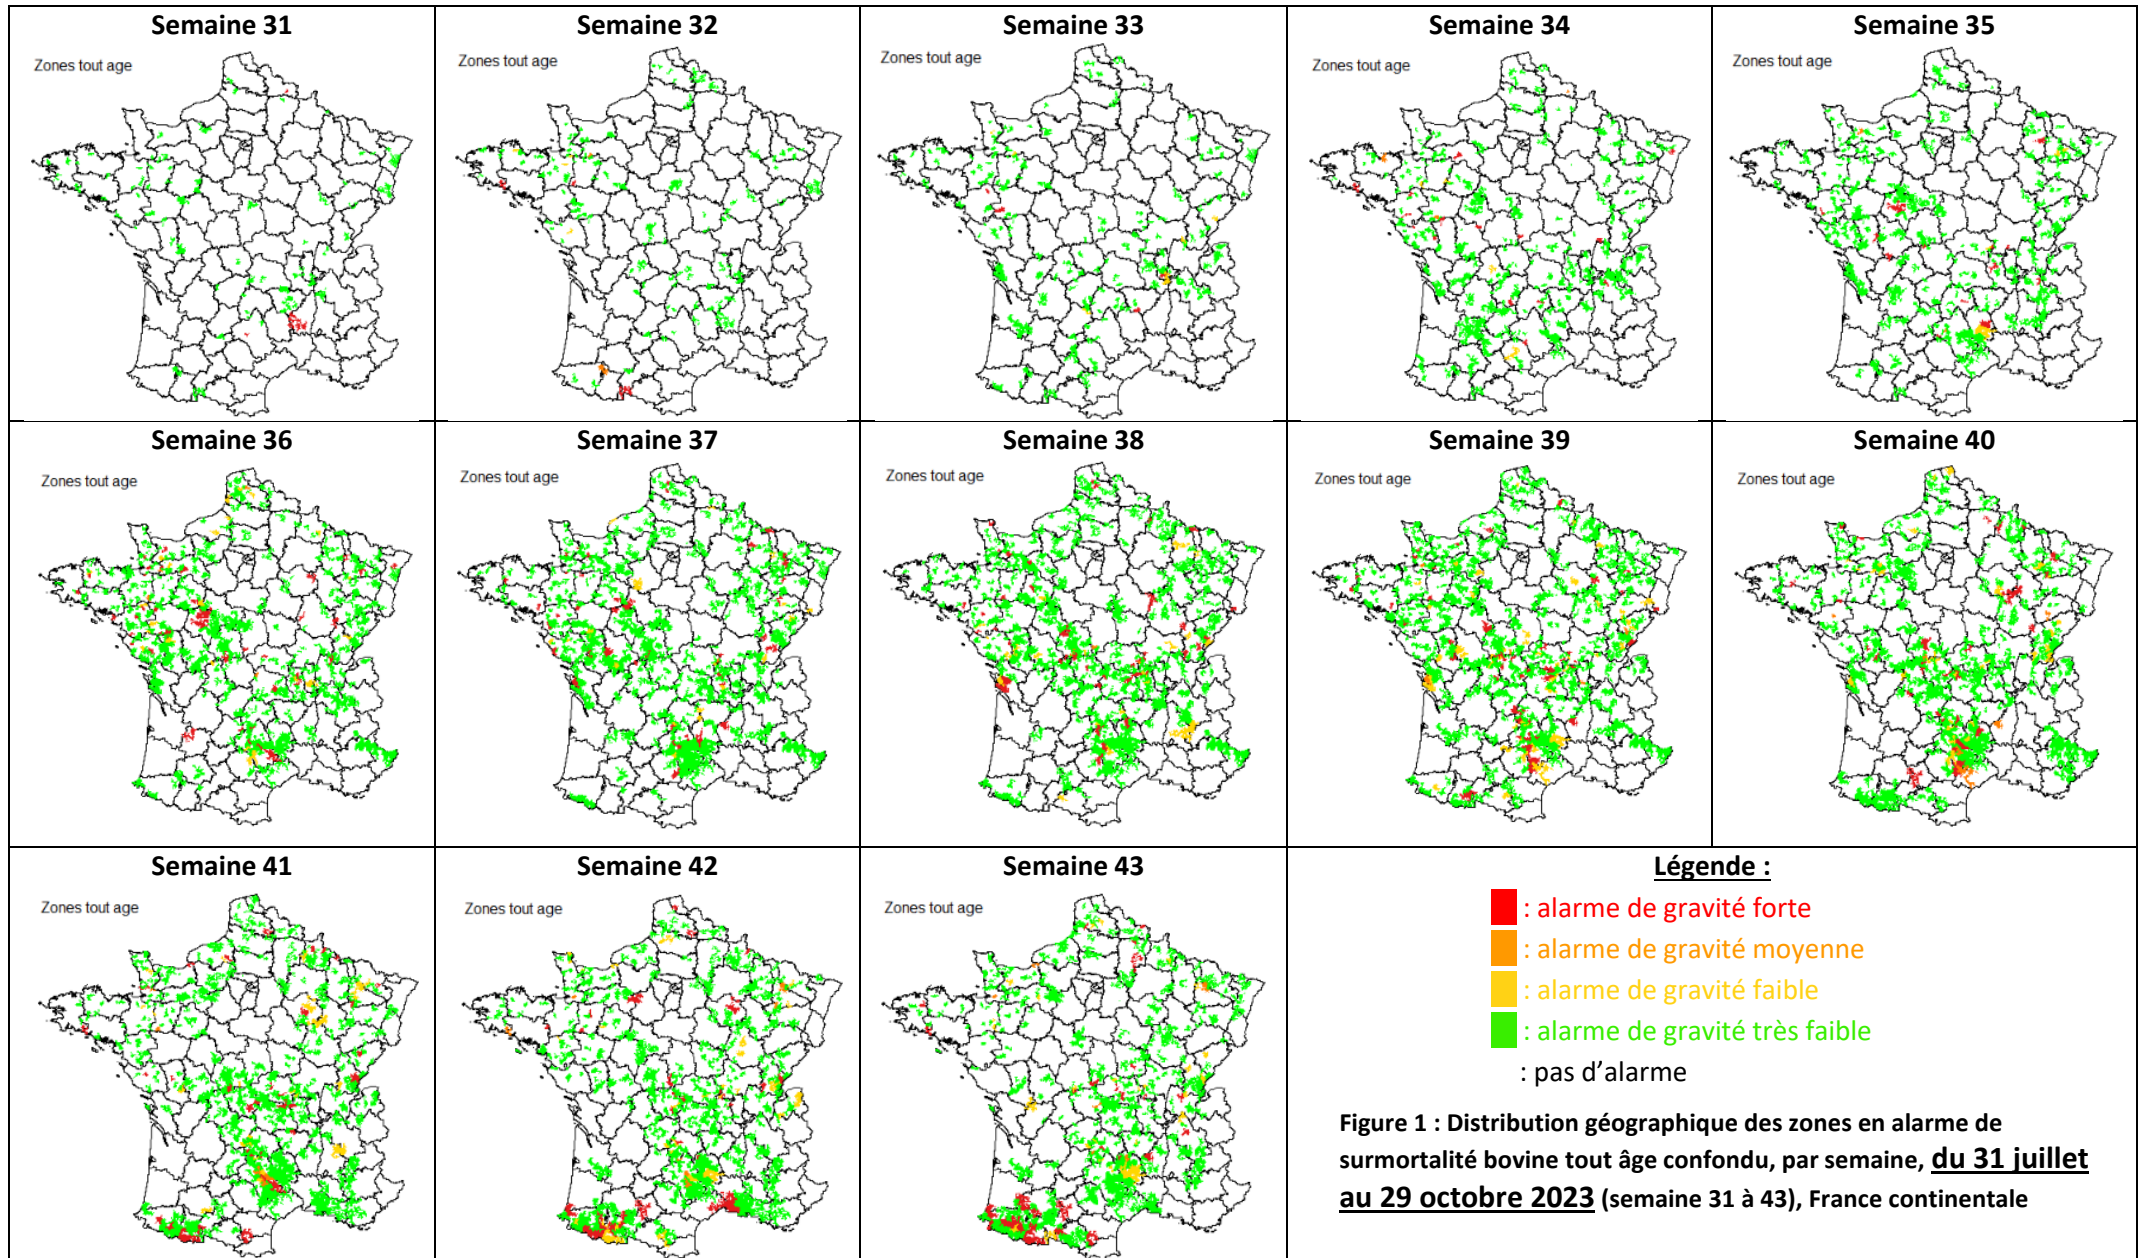 Semaine 31
Zones tout age
Semaine 32
Zones tout age
Semaine 33
Zones tout age
Semaine 34
Zones tout age
Semaine 35
Zones tout age
Semaine 36
Zones tout age
Semaine 37
Zones tout age
Semaine 38
Zones tout age
Semaine 39
Zones tout age
Semaine 40
Zones tout age
Semaine 41
Zones tout age
Semaine 42
Zones tout age
Semaine 43
Zones tout age
Légende :
: alarme de gravité forte
: alarme de gravité moyenne
: alarme de gravité faible
: alarme de gravité très faible
: pas d'alarme
Figure 1 : Distribution géographique des zones en alarme de
surmortalité bovine tout âge confondu, par semaine, du 31 juillet
au 29 octobre 2023 (semaine 31 à 43), France continentale